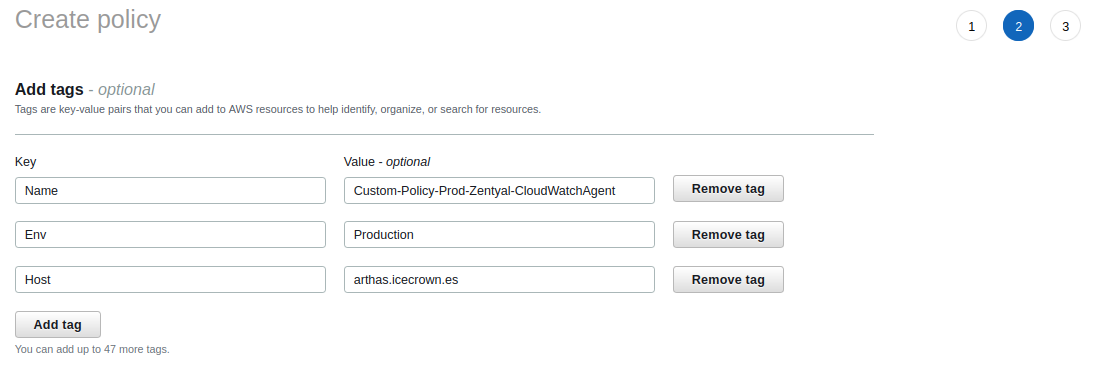 Create policy
1 2 3
Add tags - optional
Tags are key-value pairs that you can add to AWS resources to help identify, organize, or search for resources.
Key Value - optional
Name Custom-Policy-Prod-Zentyal-CloudWatchAgent Remove tag
Env Production Remove tag
Host arthas.icecrown.es Remove tag
Add tag
You can add up to 47 more tags.